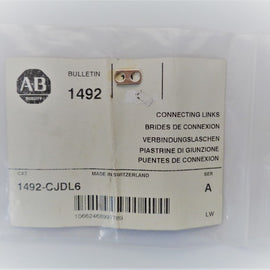 AB
BULLETIN
1492
CONNECTING LINKS
BRIDES DE CONNEXION
VERBINDUNGSLASCHEN
PIASTRINE DI GIUNZIONE
PUENTES DE CONNEXION
CAT MADE IN SWITZERLAND SER
1492-CJDL6 A
LW